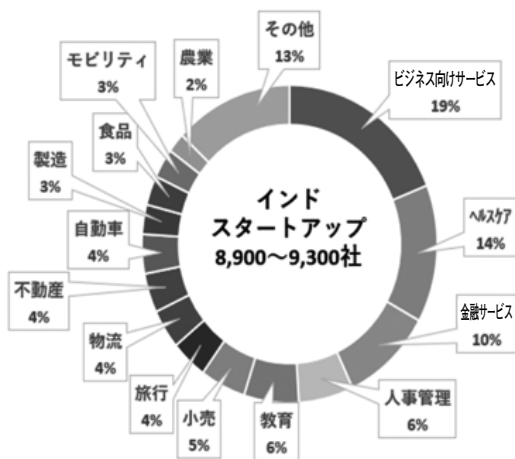 その他
13%
ビジネス向けサービス
19%
ヘルスケア
14%
金融サービス
10%
人事管理
6%
教育
6%
小売
5%
旅行
4%
物流
4%
不動産
4%
自動車
4%
製造
3%
食品
3%
モビリティ
3%
農業
2%
インド
スタートアップ
8,900〜9,300社